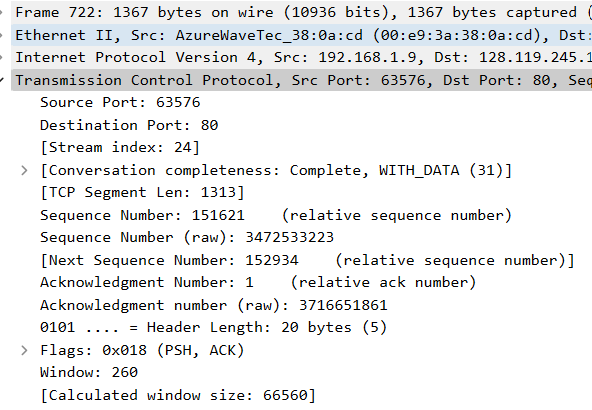 Frame 722: 1367 bytes on wire (10936 bits), 1367 bytes captured (
Ethernet II, Src: AzureWaveTec_38:0a:cd (00:e9:3a:38:0a:cd), Dst:
Internet Protocol Version 4, Src: 192.168.1.9, Dst: 128.119.245.1
Transmission Control Protocol, Src Port: 63576, Dst Port: 80, Seq
Source Port: 63576
Destination Port: 80
[Stream index: 24]
[Conversation completeness: Complete, WITH_DATA (31)]
[TCP Segment Len: 1313]
Sequence Number: 151621    (relative sequence number)
Sequence Number (raw): 3472533223
[Next Sequence Number: 152934    (relative sequence number)]
Acknowledgment Number: 1    (relative ack number)
Acknowledgment number (raw): 3716651861
0101 .... = Header Length: 20 bytes (5)
Flags: 0x018 (PSH, ACK)
Window: 260
[Calculated window size: 66560]